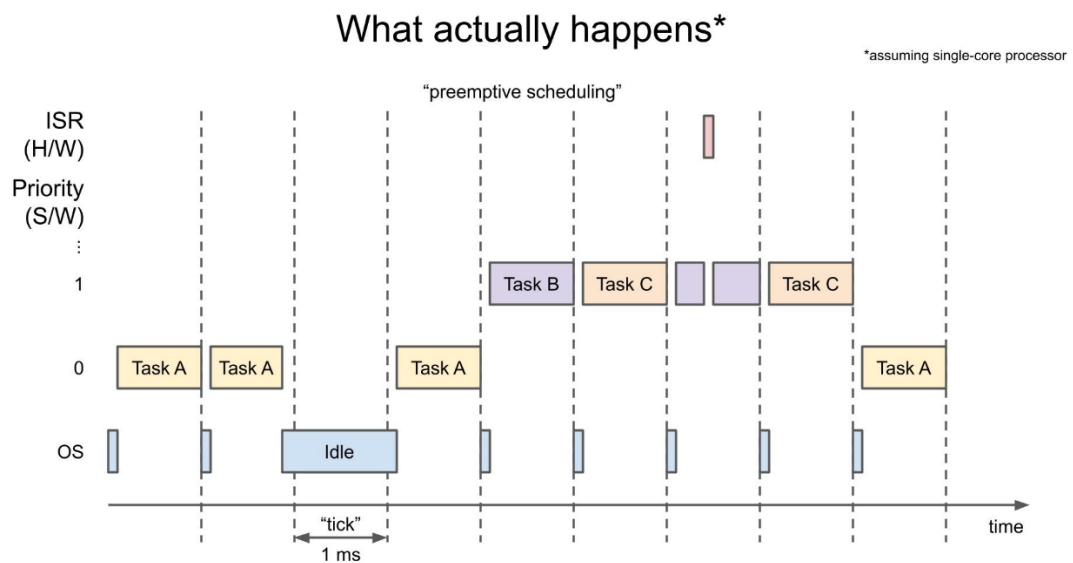 What actually happens*
*assuming single-core processor
“preemptive scheduling”
ISR
(H/W)
Priority
(S/W)
⋮
1
Task B
Task C
Task C
0
Task A
Task A
Task A
Task A
OS
Idle
“tick”
1 ms
time